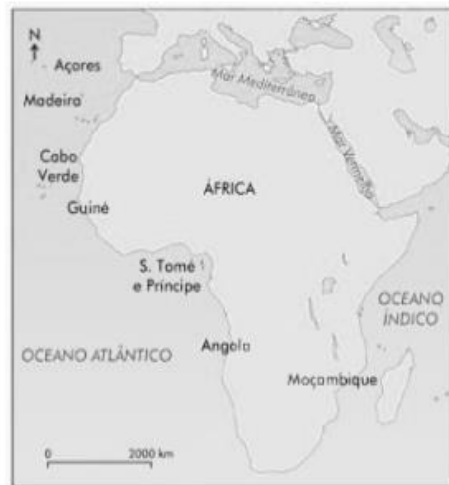 N
Açores
Mar Mediterrâneo
Madeira
Mar Vermelho
Cabo
Verde
ÁFRICA
Guiné
S. Tomé
e Príncipe
OCEANO
ÍNDICO
Angola
OCEANO ATLÂNTICO
Moçambique
0 2000 km